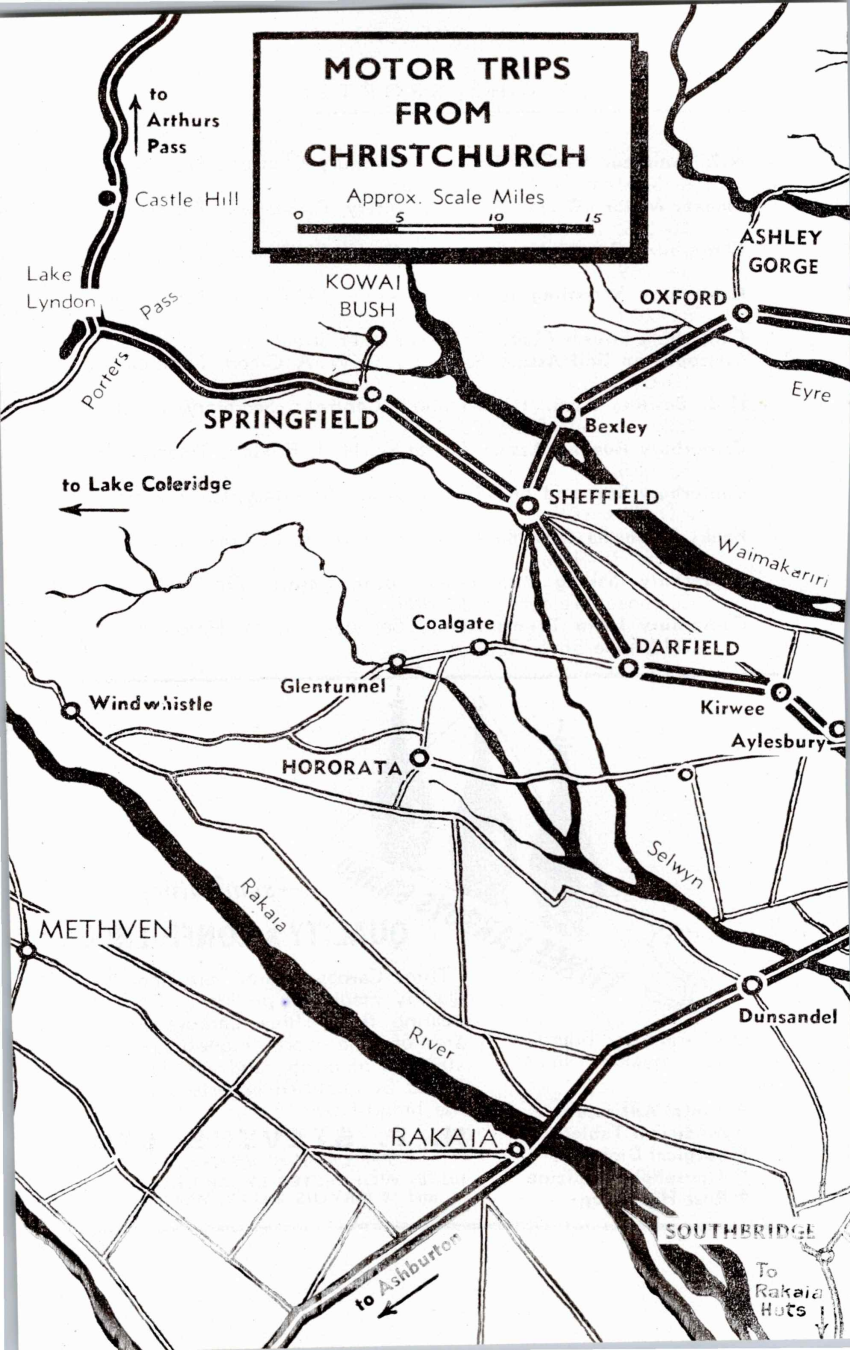 MOTOR TRIPS
FROM
CHRISTCHURCH
Approx. Scale Miles
0 5 10 15
to
Arthurs
Pass
Castle Hill
Lake
Lyndon
Porters Pass
KOWAI
BUSH
ASHLEY
GORGE
OXFORD
Eyre
SPRINGFIELD
Bexley
to Lake Coleridge
SHEFFIELD
Waimakariri
Coalgate
DARFIELD
Glentunnel
Windwhistle
Kirwee
Aylesbury
HORORATA
Selwyn
Rakaia
METHVEN
Dunsandel
River
RAKAIA
SOUTHBRIDGE
to Ashburton
To
Rakaia
Huts